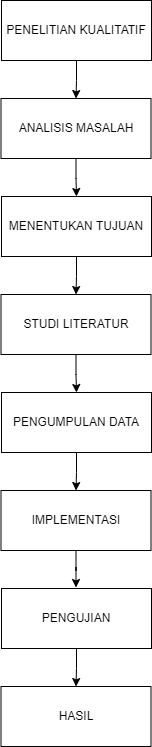 PENELITIAN KUALITATIF
ANALISIS MASALAH
MENENTUKAN TUJUAN
STUDI LITERATUR
PENGUMPULAN DATA
IMPLEMENTASI
PENGUJIAN
HASIL